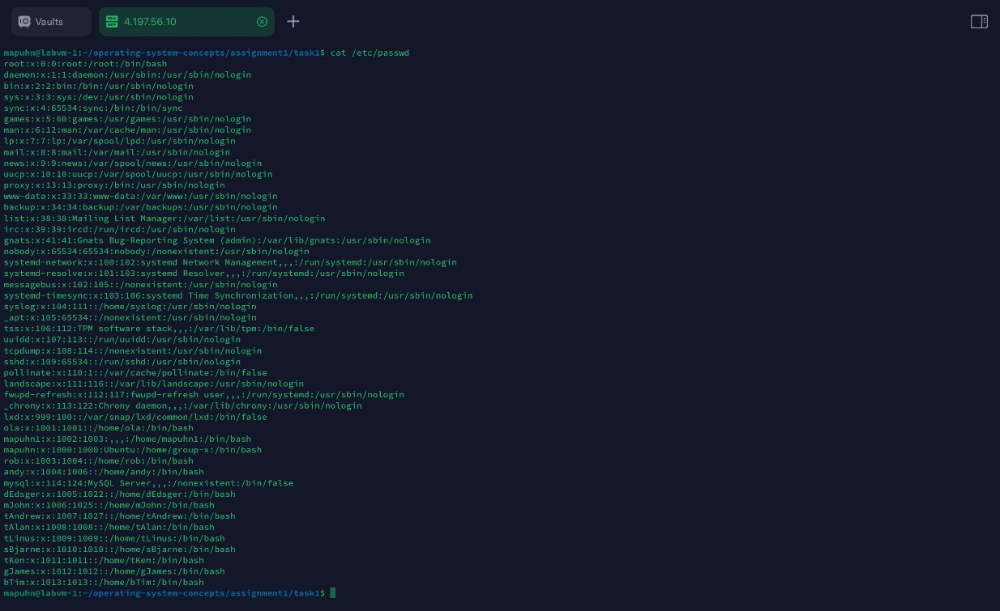 Vaults
4.197.56.10
mapuhn@labvm-1:~/operating-system-concepts/assignment1/task1$ cat /etc/passwd
root:x:0:0:root:/root:/bin/bash
daemon:x:1:1:daemon:/usr/sbin:/usr/sbin/nologin
bin:x:2:2:bin:/bin:/usr/sbin/nologin
sys:x:3:3:sys:/dev:/usr/sbin/nologin
sync:x:4:65534:sync:/bin:/bin/sync
games:x:5:60:games:/usr/games:/usr/sbin/nologin
man:x:6:12:man:/var/cache/man:/usr/sbin/nologin
lp:x:7:7:lp:/var/spool/lpd:/usr/sbin/nologin
mail:x:8:8:mail:/var/mail:/usr/sbin/nologin
news:x:9:9:news:/var/spool/news:/usr/sbin/nologin
uucp:x:10:10:uucp:/var/spool/uucp:/usr/sbin/nologin
proxy:x:13:13:proxy:/bin:/usr/sbin/nologin
www-data:x:33:33:www-data:/var/www:/usr/sbin/nologin
backup:x:34:34:backup:/var/backups:/usr/sbin/nologin
list:x:38:38:Mailing List Manager:/var/list:/usr/sbin/nologin
irc:x:39:39:ircd:/run/ircd:/usr/sbin/nologin
gnats:x:41:41:Gnats Bug-Reporting System (admin):/var/lib/gnats:/usr/sbin/nologin
nobody:x:65534:65534:nobody:/nonexistent:/usr/sbin/nologin
systemd-network:x:100:102:systemd Network Management,,,:/run/systemd:/usr/sbin/nologin
systemd-resolve:x:101:103:systemd Resolver,,,:/run/systemd:/usr/sbin/nologin
messagebus:x:102:105::/nonexistent:/usr/sbin/nologin
systemd-timesync:x:103:106:systemd Time Synchronization,,,:/run/systemd:/usr/sbin/nologin
syslog:x:104:111::/home/syslog:/usr/sbin/nologin
_apt:x:105:65534::/nonexistent:/usr/sbin/nologin
tss:x:106:112:TPM software stack,,,:/var/lib/tpm:/bin/false
uuidd:x:107:113::/run/uuidd:/usr/sbin/nologin
tcpdump:x:108:114::/nonexistent:/usr/sbin/nologin
sshd:x:109:65534::/run/sshd:/usr/sbin/nologin
pollinate:x:110:1::/var/cache/pollinate:/bin/false
landscape:x:111:116::/var/lib/landscape:/usr/sbin/nologin
fwupd-refresh:x:112:117:fwupd-refresh user,,,:/run/systemd:/usr/sbin/nologin
_chrony:x:113:122:Chrony daemon,,,:/var/lib/chrony:/usr/sbin/nologin
lxd:x:999:100::/var/snap/lxd/common/lxd:/bin/false
ola:x:1001:1001::/home/ola:/bin/bash
mapuhn1:x:1002:1003:,,,:/home/mapuhn1:/bin/bash
mapuhn:x:1000:1000:Ubuntu:/home/group-x:/bin/bash
rob:x:1003:1004::/home/rob:/bin/bash
andy:x:1004:1006::/home/andy:/bin/bash
mysql:x:114:124:MySQL Server,,,:/nonexistent:/bin/false
dEdsger:x:1005:1022::/home/dEdsger:/bin/bash
mJohn:x:1006:1025::/home/mJohn:/bin/bash
tAndrew:x:1007:1027::/home/tAndrew:/bin/bash
tAlan:x:1008:1008::/home/tAlan:/bin/bash
tLinus:x:1009:1009::/home/tLinus:/bin/bash
sBjarne:x:1010:1010::/home/sBjarne:/bin/bash
tKen:x:1011:1011::/home/tKen:/bin/bash
gJames:x:1012:1012::/home/gJames:/bin/bash
bTim:x:1013:1013::/home/bTim:/bin/bash
mapuhn@labvm-1:~/operating-system-concepts/assignment1/task1$